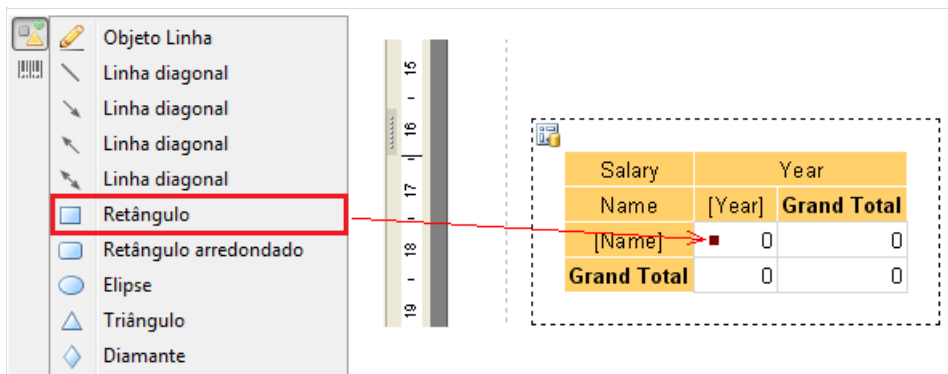 Objeto Linha
Linha diagonal
Linha diagonal
Linha diagonal
Linha diagonal
Retângulo
Retângulo arredondado
Elipse
Triângulo
Diamante
15
16
17
18
19
Salary Year
Name [Year] Grand Total
[Name] 0 0
Grand Total 0 0